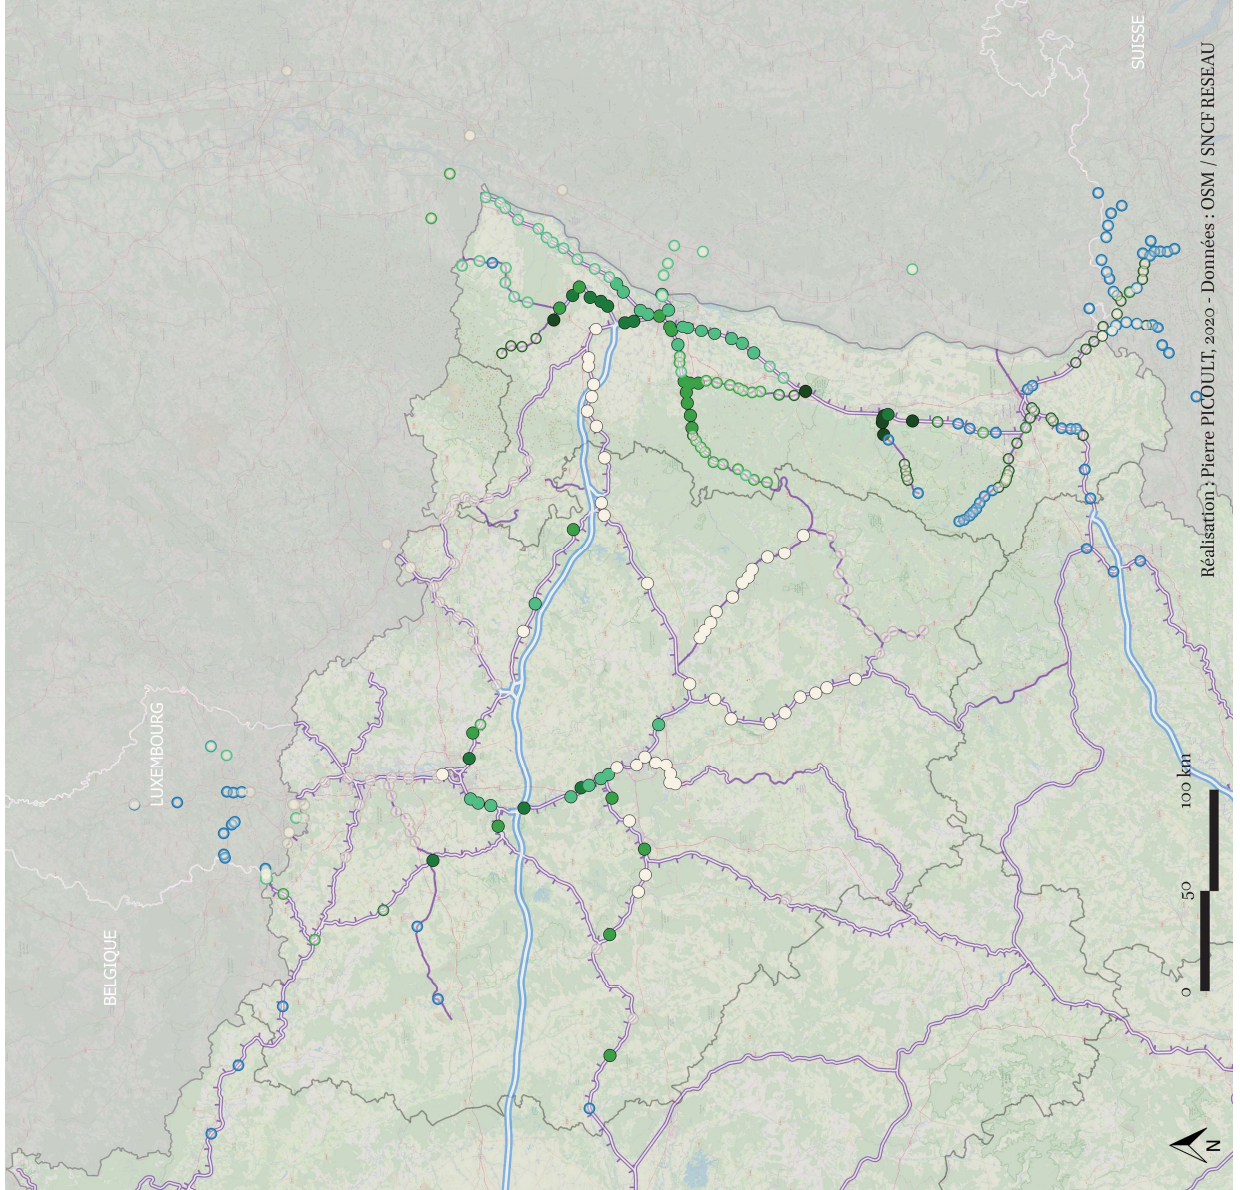 BELGIQUE
LUXEMBOURG
SUISSE
0 50 100 km
N
Réalisation : Pierre PICOULT, 2020 - Données : OSM / SNCF RESEAU